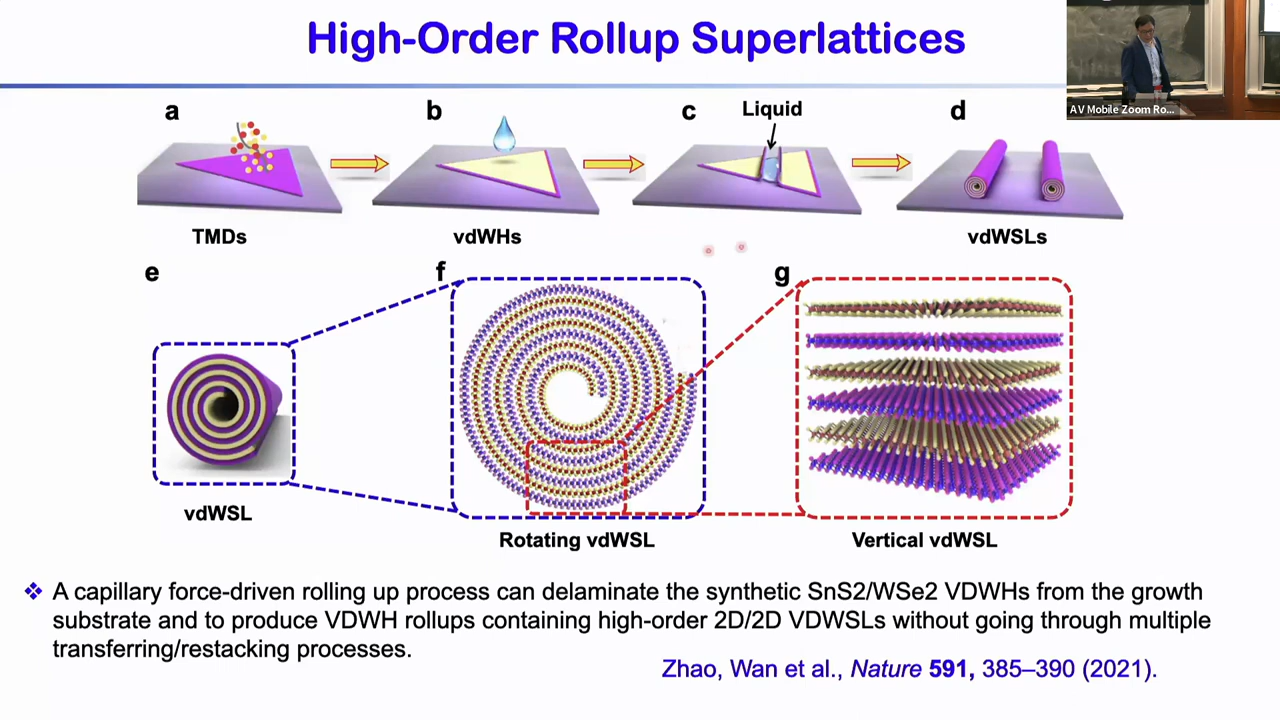 High-Order Rollup Superlattices
AV Mobile Zoom Ro...
a
b
c
Liquid
d
TMDs
vdWHs
vdWSLs
e
f
g
vdWSL
Rotating vdWSL
Vertical vdWSL
❖ A capillary force-driven rolling up process can delaminate the synthetic SnS2/WSe2 VDWHs from the growth
substrate and to produce VDWH rollups containing high-order 2D/2D VDWSLs without going through multiple
transferring/restacking processes.
Zhao, Wan et al., Nature 591, 385–390 (2021).